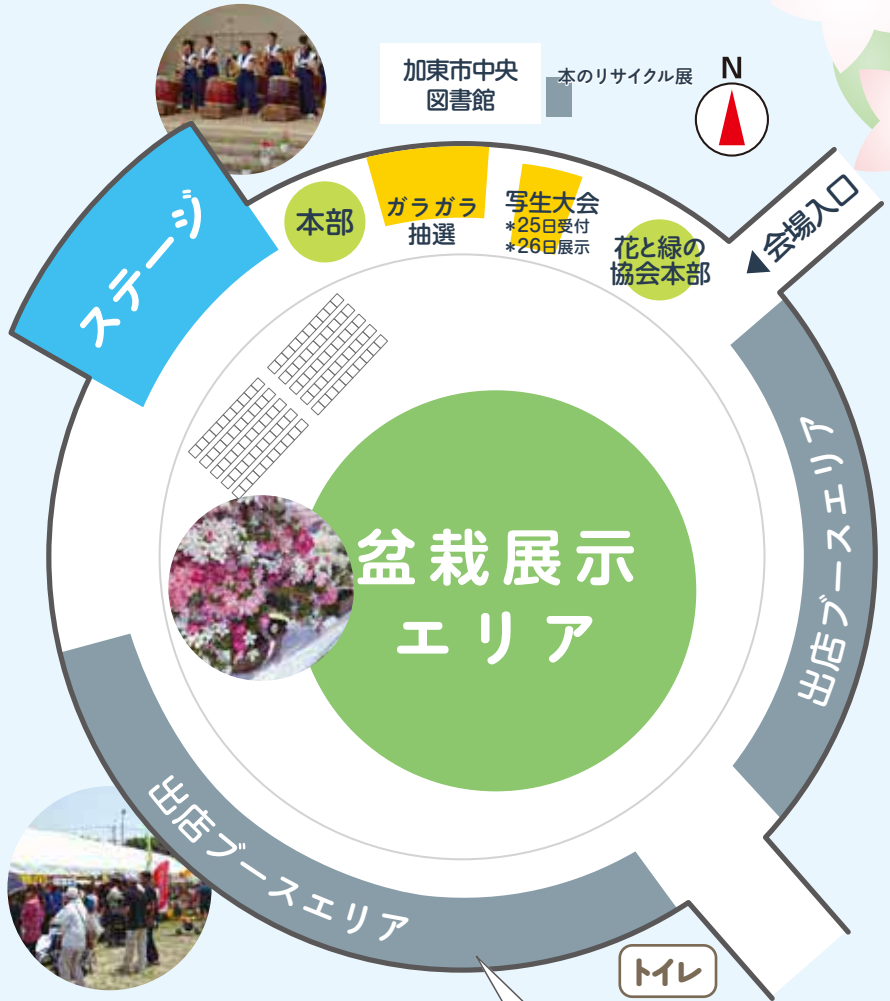 加東市中央
図書館
本のリサイクル展
N
ステージ
本部
ガラガラ
抽選
写生大会
*25日受付
*26日展示
花と緑の
協会本部
◀会場入口
盆栽展示
エリア
出店ブースエリア
出店ブースエリア
トイレ